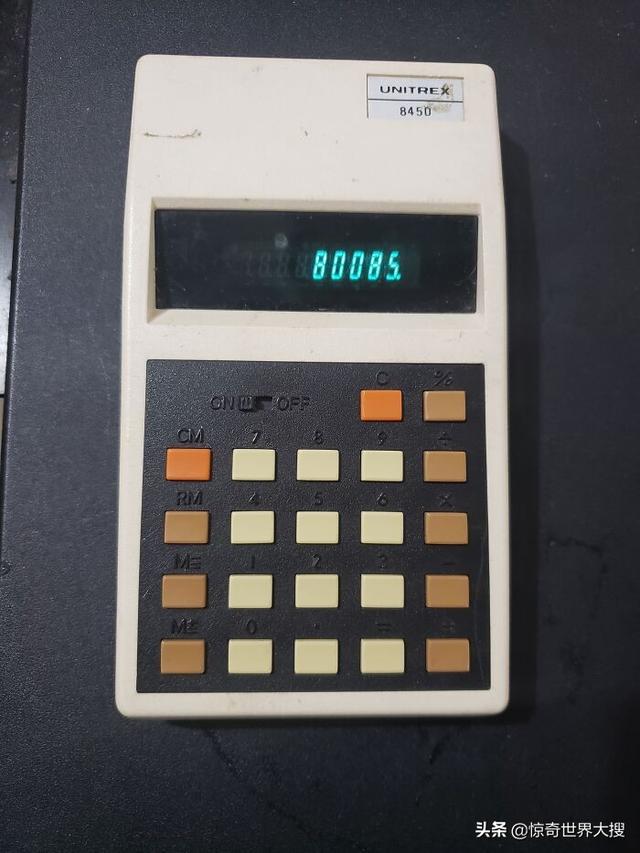 UNITREX
8450
80085.
C %
ON OFF
CM 7 8 9 ÷
RM 4 5 6 X
M= 1 2 3 -
M± 0 . = +
头条 @惊奇世界大搜